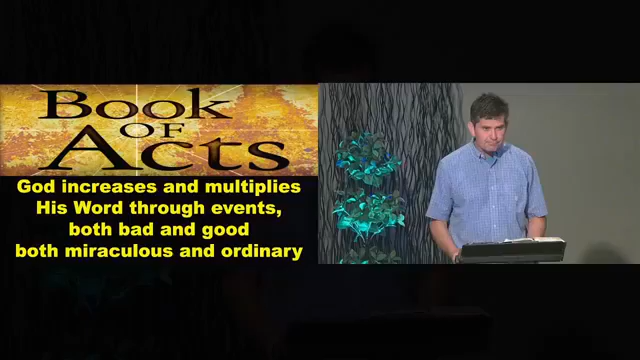 Book
OF
Acts
God increases and multiplies
His Word through events,
both bad and good
both miraculous and ordinary